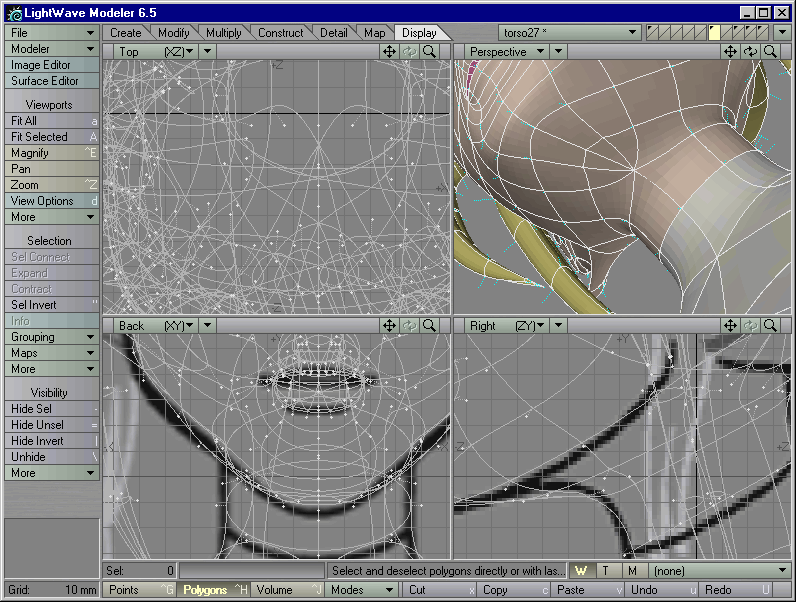 LightWave Modeler 6.5
File
Modeler
Image Editor
Surface Editor
Viewports
Fit All a
Fit Selected A
Magnify ^E
Pan
Zoom ^Z
View Options d
More
Selection
Sel Connect
Expand
Contract
Sel Invert "
Info
Grouping
Maps
More
Visibility
Hide Sel -
Hide Unsel =
Hide Invert |
Unhide \
More
Grid: 10 mm
Create Modify Multiply Construct Detail Map Display torso27 *
Top (XZ)
Perspective
Back (XY)
Right (ZY)
Sel: 0
Select and deselect polygons directly or with las...
W T M (none)
Points ^G Polygons ^H Volume ^J Modes Cut x Copy c Paste v Undo u Redo U